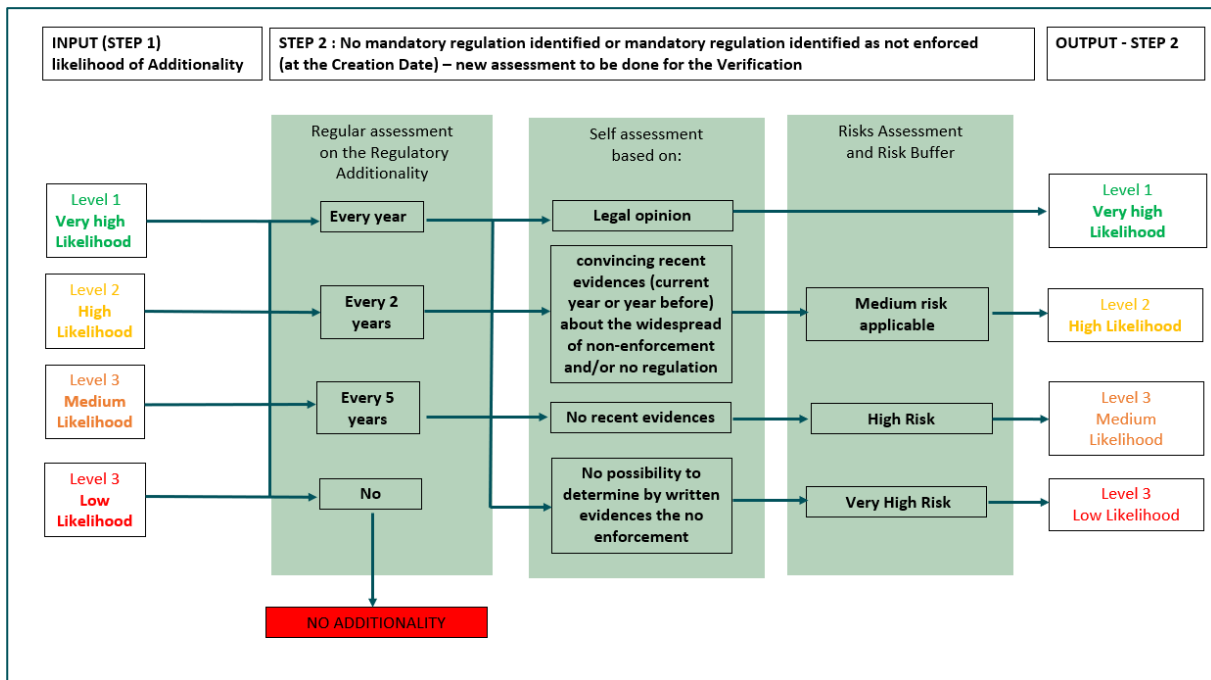 INPUT (STEP 1)
likelihood of Additionality
STEP 2 : No mandatory regulation identified or mandatory regulation identified as not enforced
(at the Creation Date) – new assessment to be done for the Verification
OUTPUT - STEP 2
Regular assessment
on the Regulatory
Additionality
Self assessment
based on:
Risks Assessment
and Risk Buffer
Level 1
Very high
Likelihood
Every year
Legal opinion
Level 1
Very high
Likelihood
Level 2
High
Likelihood
Every 2
years
convincing recent
evidences (current
year or year before)
about the widespread
of non-enforcement
and/or no regulation
Medium risk
applicable
Level 2
High Likelihood
Level 3
Medium
Likelihood
Every 5
years
No recent evidences
High Risk
Level 3
Medium
Likelihood
Level 3
Low
Likelihood
No
No possibility to
determine by written
evidences the no
enforcement
Very High Risk
Level 3
Low Likelihood
NO ADDITIONALITY